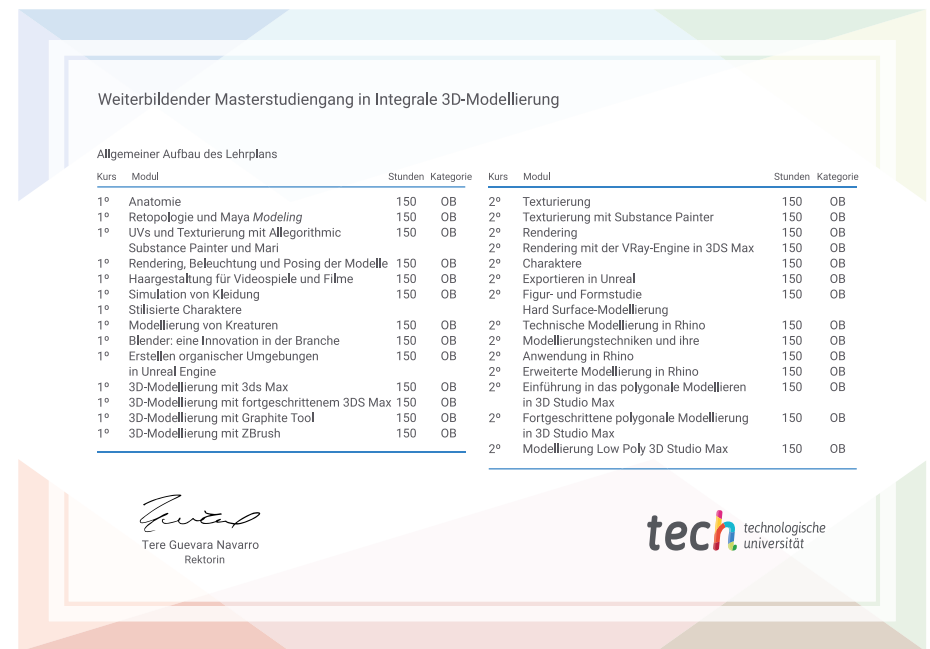 Weiterbildender Masterstudiengang in Integrale 3D-Modellierung
Allgemeiner Aufbau des Lehrplans
Kurs Modul Stunden Kategorie
1º Anatomie 150 OB
1º Retopologie und Maya Modeling 150 OB
1º UVs und Texturierung mit Allegorithmic 150 OB
Substance Painter und Mari
1º Rendering, Beleuchtung und Posing der Modelle 150 OB
1º Haargestaltung für Videospiele und Filme 150 OB
1º Simulation von Kleidung 150 OB
1º Stilisierte Charaktere
1º Modellierung von Kreaturen 150 OB
1º Blender: eine Innovation in der Branche 150 OB
1º Erstellen organischer Umgebungen 150 OB
in Unreal Engine
1º 3D-Modellierung mit 3ds Max 150 OB
1º 3D-Modellierung mit fortgeschrittenem 3DS Max 150 OB
1º 3D-Modellierung mit Graphite Tool 150 OB
1º 3D-Modellierung mit ZBrush 150 OB
Kurs Modul Stunden Kategorie
2º Texturierung 150 OB
2º Texturierung mit Substance Painter 150 OB
2º Rendering 150 OB
2º Rendering mit der VRay-Engine in 3DS Max 150 OB
2º Charaktere 150 OB
2º Exportieren in Unreal 150 OB
2º Figur- und Formstudie 150 OB
Hard Surface-Modellierung
2º Technische Modellierung in Rhino 150 OB
2º Modellierungstechniken und ihre 150 OB
2º Anwendung in Rhino 150 OB
2º Erweiterte Modellierung in Rhino 150 OB
2º Einführung in das polygonale Modellieren 150 OB
in 3D Studio Max
2º Fortgeschrittene polygonale Modellierung 150 OB
in 3D Studio Max
2º Modellierung Low Poly 3D Studio Max 150 OB
Tere Guevara Navarro
Rektorin
tech technologische
universität